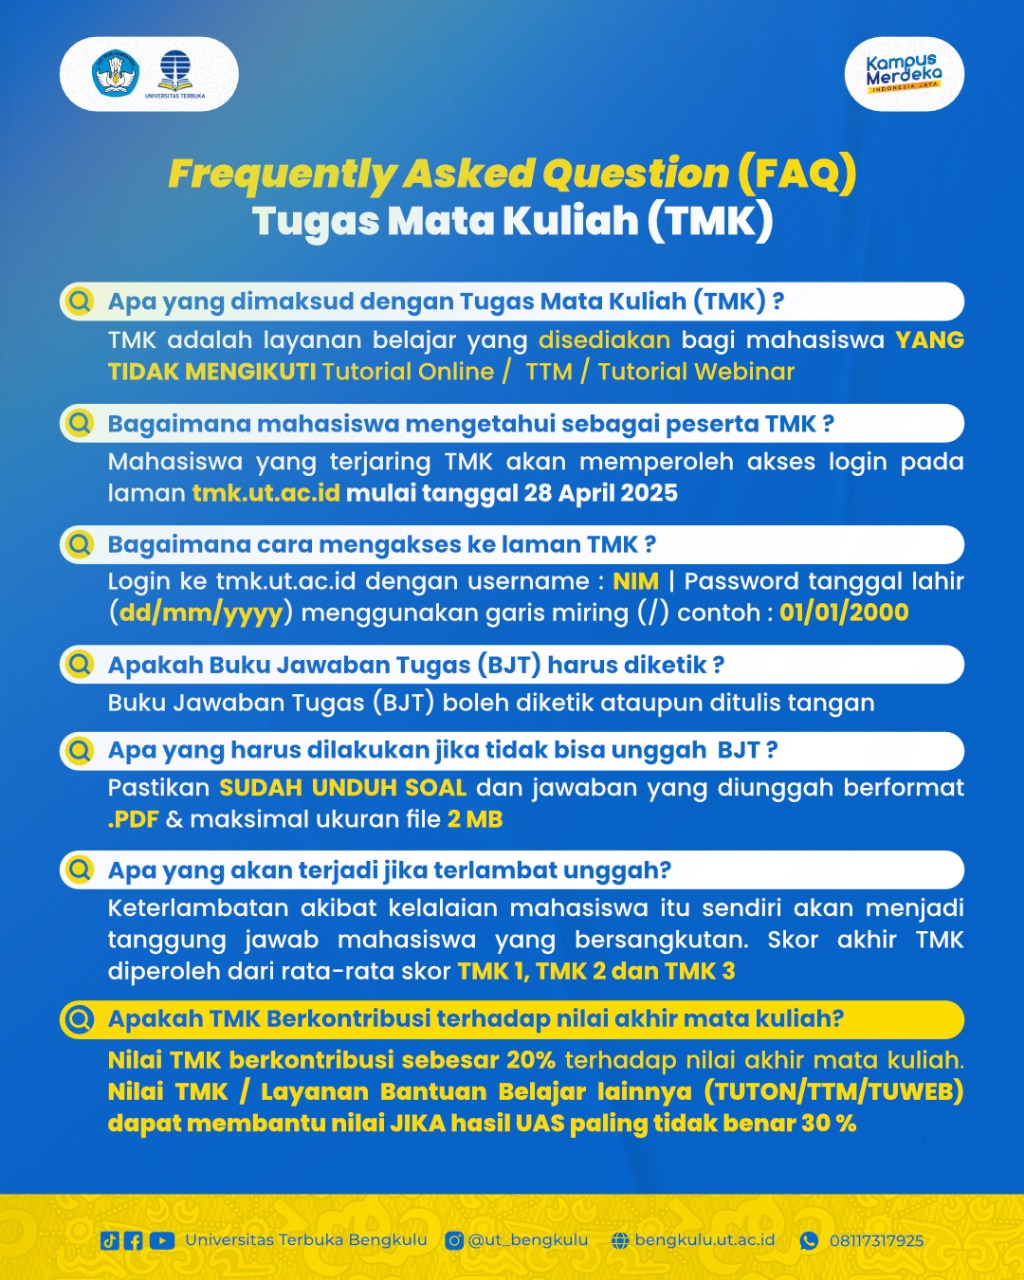 UNIVERSITAS TERBUKA
Kampus
Merdeka
INDONESIA JAYA
Frequently Asked Question (FAQ)
Tugas Mata Kuliah (TMK)
Apa yang dimaksud dengan Tugas Mata Kuliah (TMK) ?
TMK adalah layanan belajar yang disediakan bagi mahasiswa YANG
TIDAK MENGIKUTI Tutorial Online / TTM / Tutorial Webinar
Bagaimana mahasiswa mengetahui sebagai peserta TMK ?
Mahasiswa yang terjaring TMK akan memperoleh akses login pada
laman tmk.ut.ac.id mulai tanggal 28 April 2025
Bagaimana cara mengakses ke laman TMK ?
Login ke tmk.ut.ac.id dengan username : NIM | Password tanggal lahir
(dd/mm/yyyy) menggunakan garis miring (/) contoh : 01/01/2000
Apakah Buku Jawaban Tugas (BJT) harus diketik ?
Buku Jawaban Tugas (BJT) boleh diketik ataupun ditulis tangan
Apa yang harus dilakukan jika tidak bisa unggah BJT ?
Pastikan SUDAH UNDUH SOAL dan jawaban yang diunggah berformat
.PDF & maksimal ukuran file 2 MB
Apa yang akan terjadi jika terlambat unggah?
Keterlambatan akibat kelalaian mahasiswa itu sendiri akan menjadi
tanggung jawab mahasiswa yang bersangkutan. Skor akhir TMK
diperoleh dari rata-rata skor TMK 1, TMK 2 dan TMK 3
Apakah TMK Berkontribusi terhadap nilai akhir mata kuliah?
Nilai TMK berkontribusi sebesar 20% terhadap nilai akhir mata kuliah.
Nilai TMK / Layanan Bantuan Belajar lainnya (TUTON/TTM/TUWEB)
dapat membantu nilai JIKA hasil UAS paling tidak benar 30 %
Universitas Terbuka Bengkulu @ut_bengkulu bengkulu.ut.ac.id 08117317925